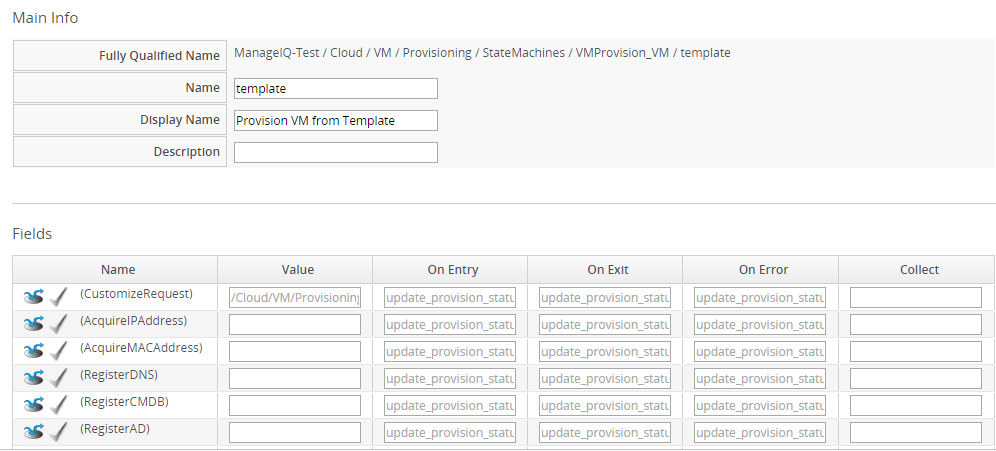 Main Info
Fully Qualified Name ManageIQ-Test / Cloud / VM / Provisioning / StateMachines / VMProvision_VM / template
Name template
Display Name Provision VM from Template
Description
Fields
Name Value On Entry On Exit On Error Collect
(CustomizeRequest) /Cloud/VM/Provisioning update_provision_statu update_provision_statu update_provision_statu
(AcquireIPAddress) update_provision_statu update_provision_statu update_provision_statu
(AcquireMACAddress) update_provision_statu update_provision_statu update_provision_statu
(RegisterDNS) update_provision_statu update_provision_statu update_provision_statu
(RegisterCMDB) update_provision_statu update_provision_statu update_provision_statu
(RegisterAD) update_provision_statu update_provision_statu update_provision_statu